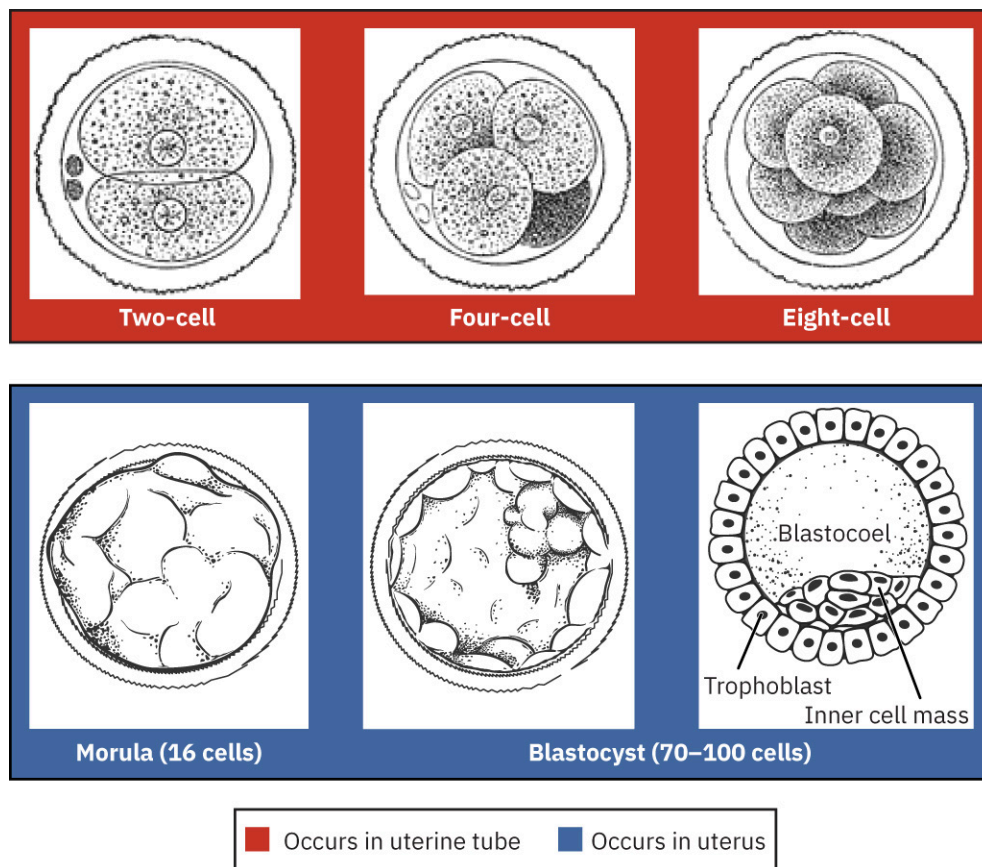 Two-cell
Four-cell
Eight-cell
Blastocoel
Trophoblast
Inner cell mass
Morula (16 cells)
Blastocyst (70–100 cells)
Occurs in uterine tube
Occurs in uterus